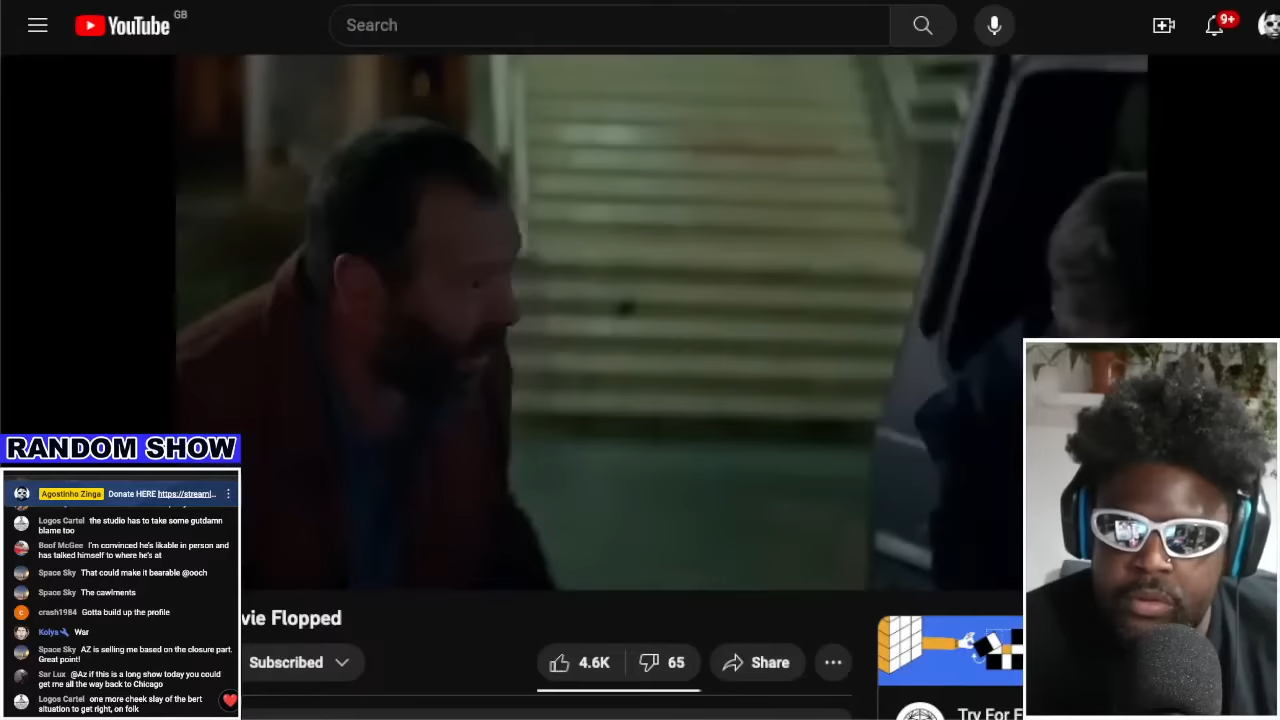 YouTube
GB
Search
9+
RANDOM SHOW
Agostinho Zinga Donate HERE https://streaml...
Logos Cartel the studio has to take some gutdamn
blame too
Boof McGee I'm convinced he's likable in person and
has talked himself to where he's at
Space Sky That could make it bearable @ooch
Space Sky The cawlments
c
crash1984 Gotta build up the profile
Kolya War
Space Sky AZ is selling me based on the closure part.
Great point!
Sar Lux @Az if this is a long show today you could
get me all the way back to Chicago
Logos Cartel one more cheek slay of the bert
situation to get right, on folk
vie Flopped
Subscribed
4.6K
65
Share
Try For F